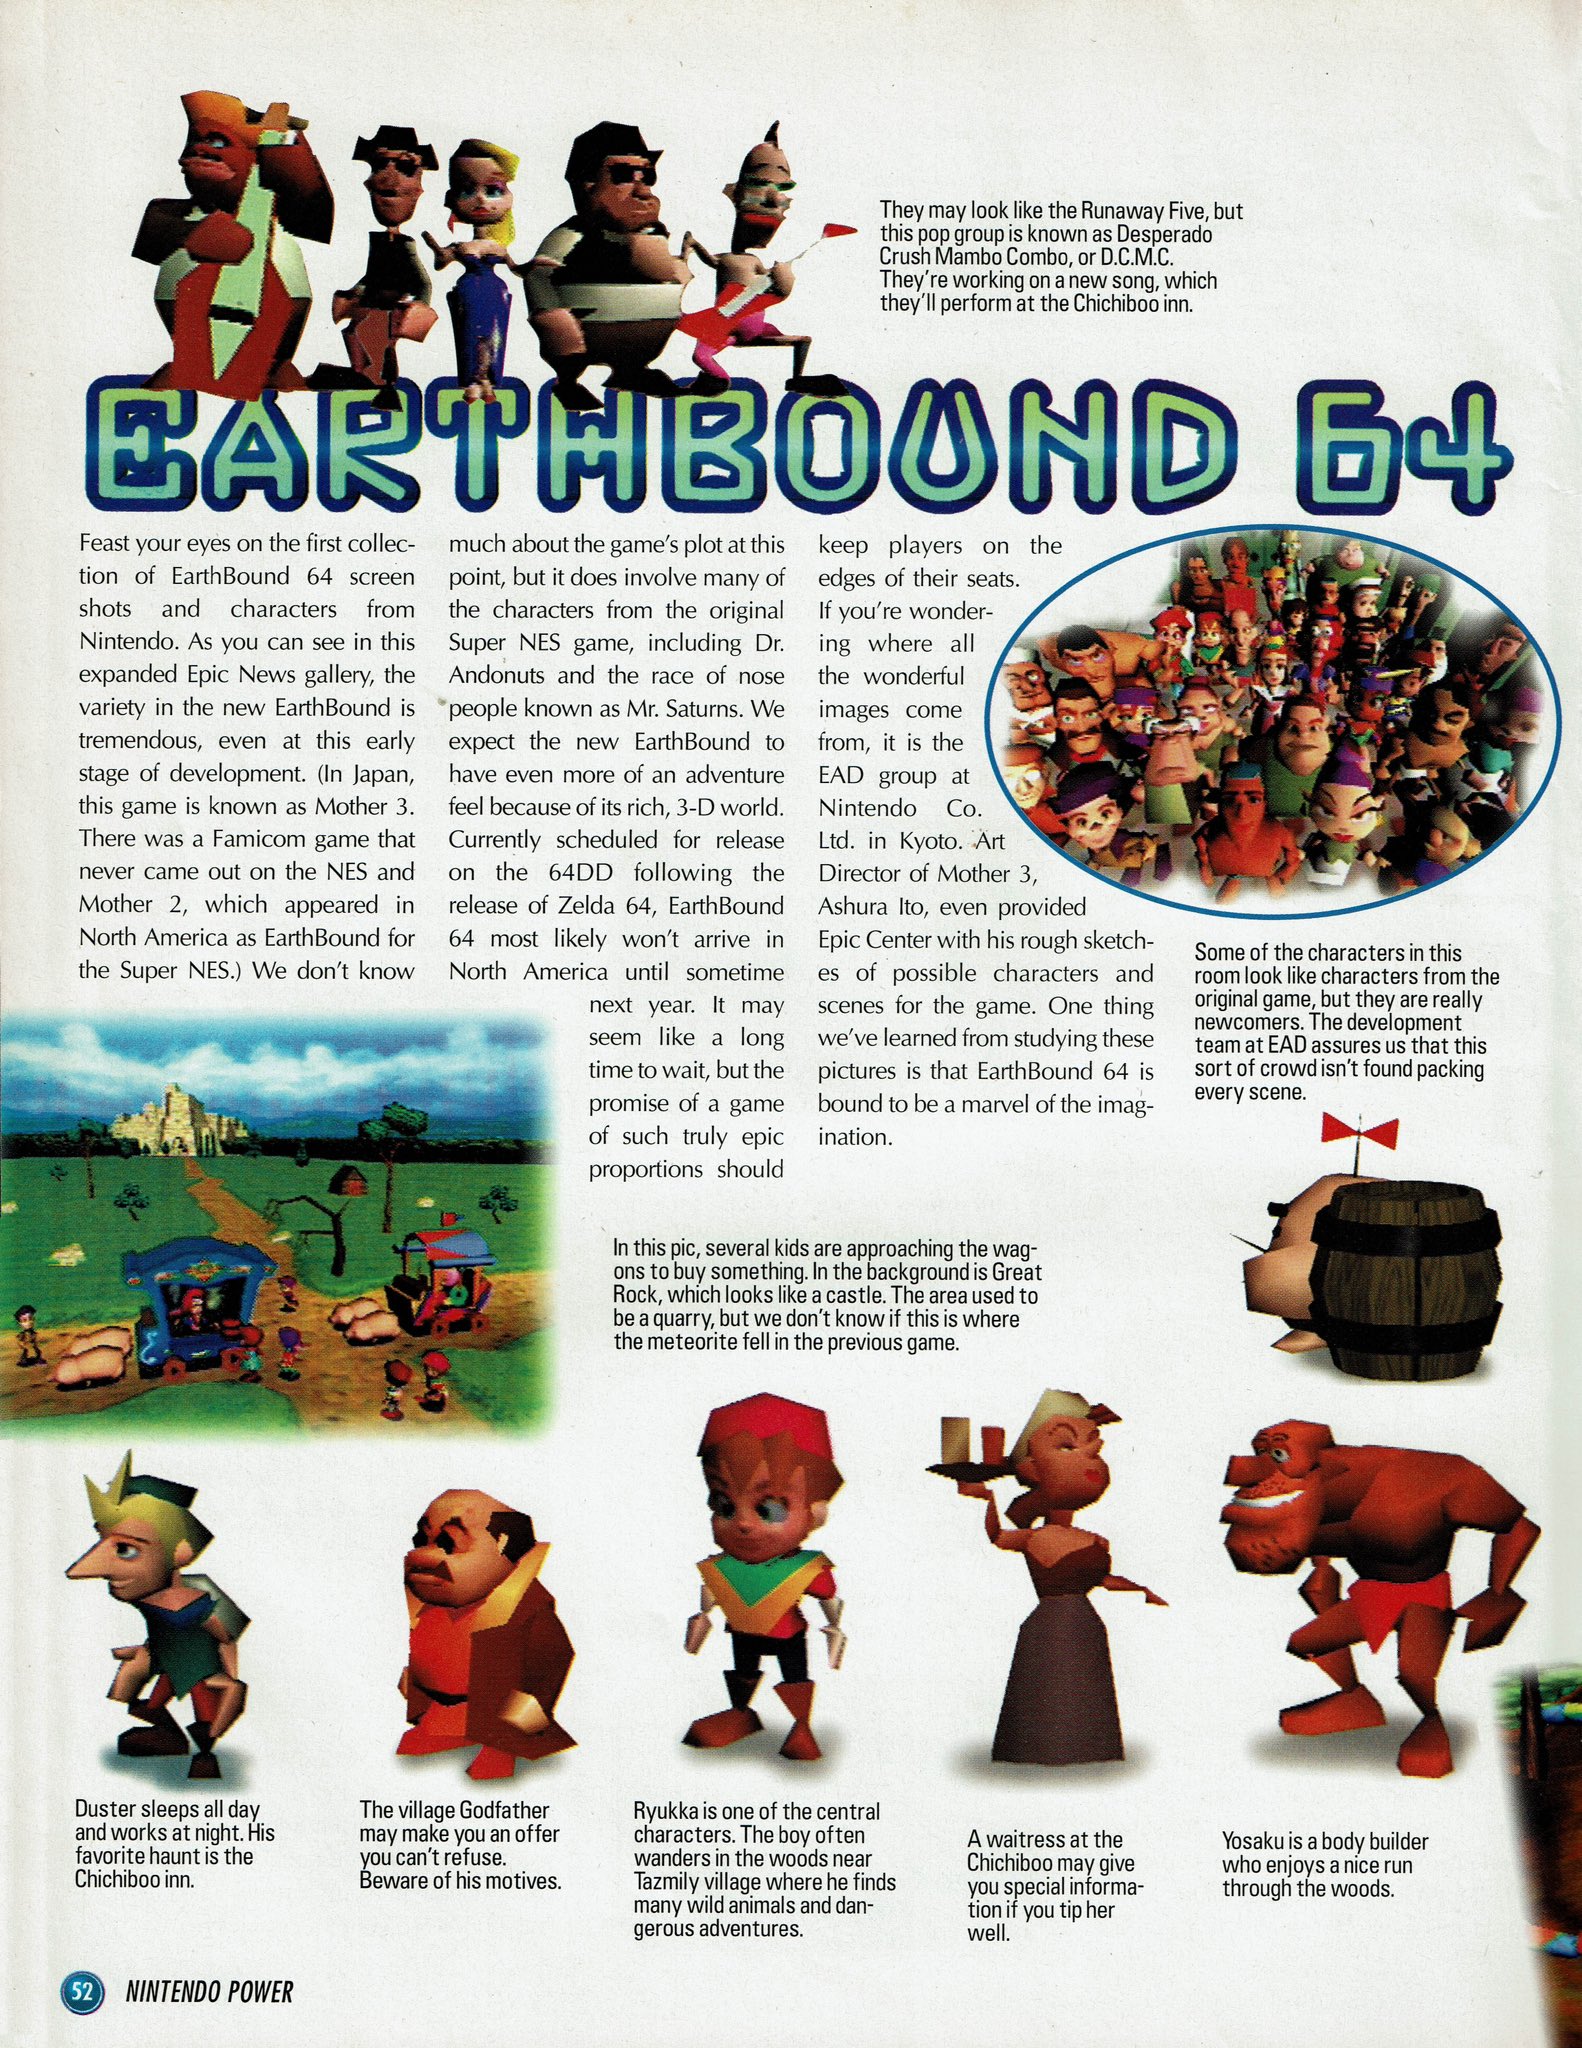 They may look like the Runaway Five, but
this pop group is known as Desperado
Crush Mambo Combo, or D.C.M.C.
They're working on a new song, which
they'll perform at the Chichiboo inn.
EARTHBOUND 64
Feast your eyes on the first collec-
tion of EarthBound 64 screen
shots and characters from
Nintendo. As you can see in this
expanded Epic News gallery, the
variety in the new EarthBound is
tremendous, even at this early
stage of development. (In Japan,
this game is known as Mother 3.
There was a Famicom game that
never came out on the NES and
Mother 2, which appeared in
North America as EarthBound for
the Super NES.) We don't know
much about the game's plot at this
point, but it does involve many of
the characters from the original
Super NES game, including Dr.
Andonuts and the race of nose
people known as Mr. Saturns. We
expect the new EarthBound to
have even more of an adventure
feel because of its rich, 3-D world.
Currently scheduled for release
on the 64DD following the
release of Zelda 64, EarthBound
64 most likely won't arrive in
North America until sometime
next year. It may
seem like a long
time to wait, but the
promise of a game
of such truly epic
proportions should
keep players on the
edges of their seats.
If you're wonder-
ing where all
the wonderful
images come
from, it is the
EAD group at
Nintendo Co.
Ltd. in Kyoto. Art
Director of Mother 3,
Ashura Ito, even provided
Epic Center with his rough sketch-
es of possible characters and
scenes for the game. One thing
we've learned from studying these
pictures is that EarthBound 64 is
bound to be a marvel of the imag-
ination.
Some of the characters in this
room look like characters from the
original game, but they are really
newcomers. The development
team at EAD assures us that this
sort of crowd isn't found packing
every scene.
In this pic, several kids are approaching the wag-
ons to buy something. In the background is Great
Rock, which looks like a castle. The area used to
be a quarry, but we don't know if this is where
the meteorite fell in the previous game.
Duster sleeps all day
and works at night. His
favorite haunt is the
Chichiboo inn.
The village Godfather
may make you an offer
you can't refuse.
Beware of his motives.
Ryukka is one of the central
characters. The boy often
wanders in the woods near
Tazmily village where he finds
many wild animals and dan-
gerous adventures.
A waitress at the
Chichiboo may give
you special informa-
tion if you tip her
well.
Yosaku is a body builder
who enjoys a nice run
through the woods.
52 NINTENDO POWER